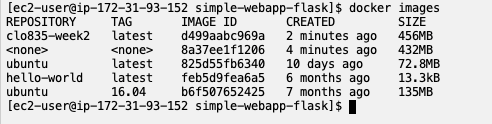 [ec2-user@ip-172-31-93-152 simple-webapp-flask]$ docker images
REPOSITORY TAG IMAGE ID CREATED SIZE
clo835-week2 latest d499aabc969a 2 minutes ago 456MB
<none> <none> 8a37ee1f1206 4 minutes ago 432MB
ubuntu latest 825d55fb6340 10 days ago 72.8MB
hello-world latest feb5d9fea6a5 6 months ago 13.3kB
ubuntu 16.04 b6f507652425 7 months ago 135MB
[ec2-user@ip-172-31-93-152 simple-webapp-flask]$